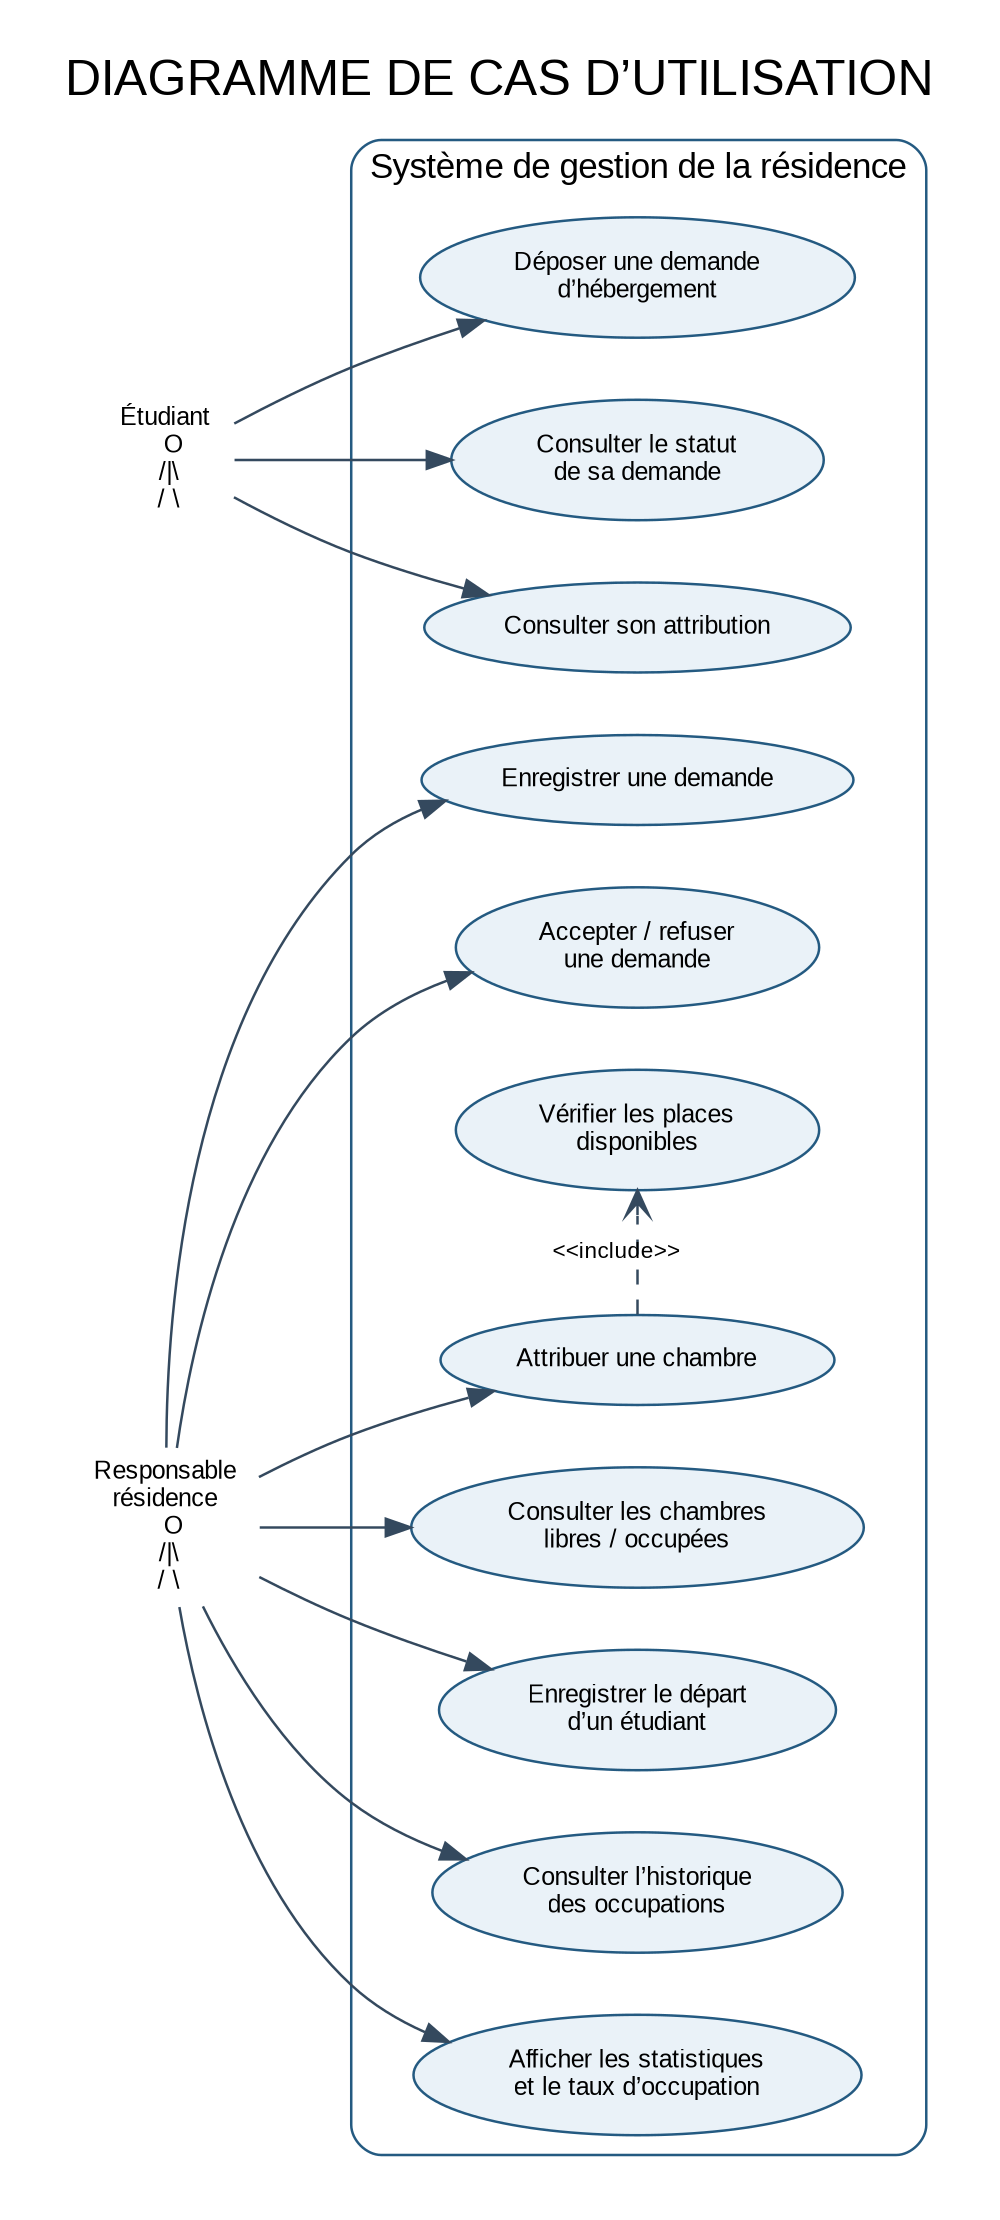 DIAGRAMME DE CAS D’UTILISATION
Système de gestion de la résidence
Déposer une demande
d’hébergement
Étudiant
O
/|\
/ \
Consulter le statut
de sa demande
Consulter son attribution
Enregistrer une demande
Accepter / refuser
une demande
Vérifier les places
disponibles
<<include>>
Attribuer une chambre
Responsable
résidence
O
/|\
/ \
Consulter les chambres
libres / occupées
Enregistrer le départ
d’un étudiant
Consulter l’historique
des occupations
Afficher les statistiques
et le taux d’occupation